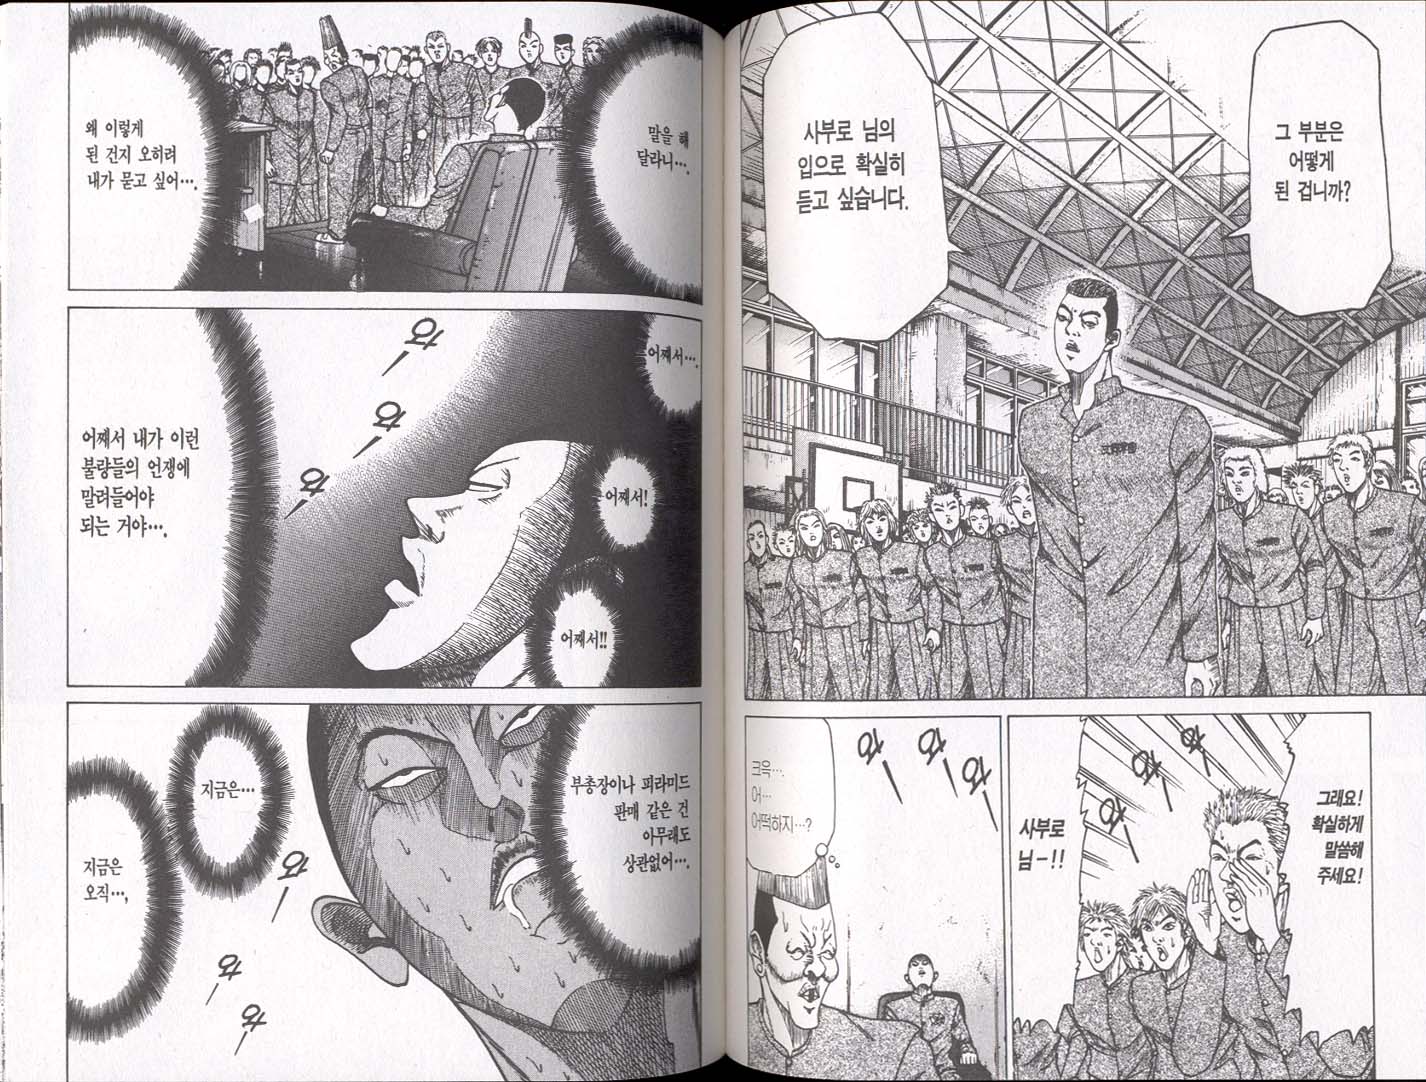 그 부분은
어떻게
된 겁니까?
사부로 님의
입으로 확실히
듣고 싶습니다.
그래요!
확실하게
말씀해
주세요!
사부로
님-!!
와
와
와
와
와
와
크윽…
어…
어떡하지…?
말을 해
달라니….
왜 이렇게
된 건지 오히려
내가 묻고 싶어….
어째서….
어째서!
어째서!!
와
와
와
어째서 내가 이런
불량들의 언쟁에
말려들어야
되는 거야….
부총장이나 피라미드
판매 같은 건
아무래도
상관없어….
지금은…
지금은
오직…,
와
와
와